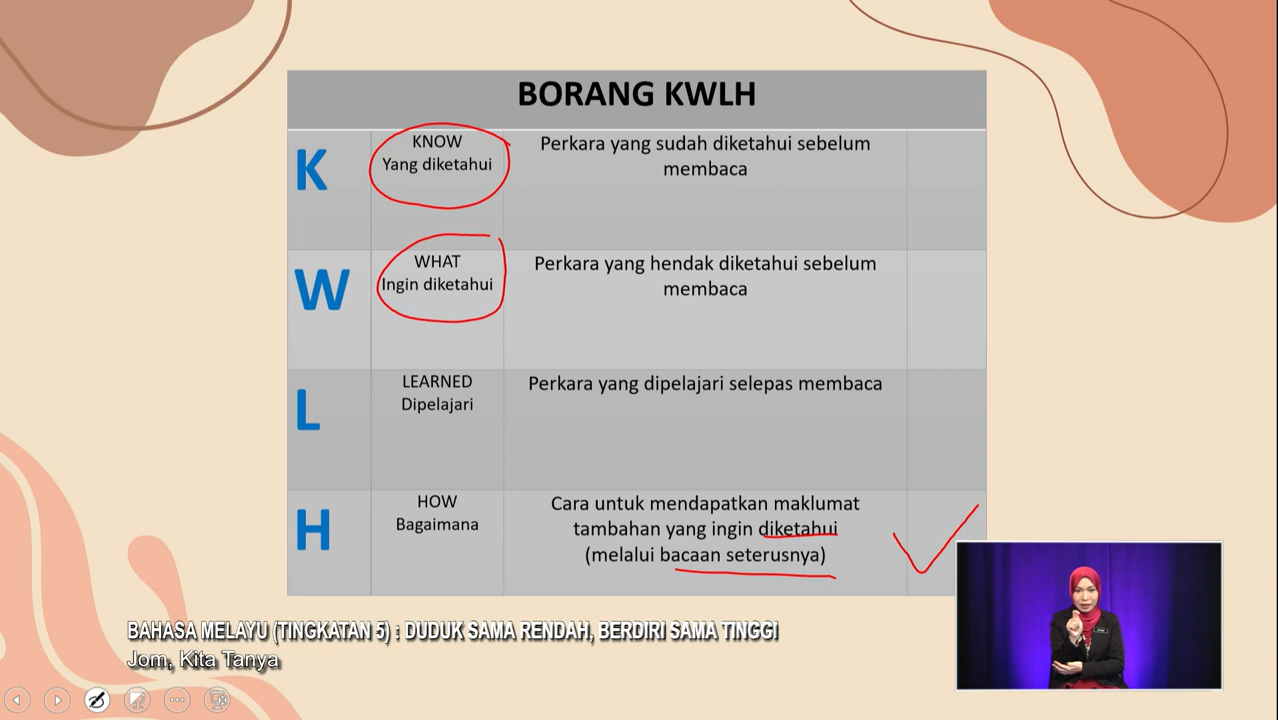 BORANG KWLH
K
KNOW
Yang diketahui
Perkara yang sudah diketahui sebelum
membaca
W
WHAT
Ingin diketahui
Perkara yang hendak diketahui sebelum
membaca
L
LEARNED
Dipelajari
Perkara yang dipelajari selepas membaca
H
HOW
Bagaimana
Cara untuk mendapatkan maklumat
tambahan yang ingin diketahui
(melalui bacaan seterusnya)
BAHASA MELAYU (TINGKATAN 5) : DUDUK SAMA RENDAH, BERDIRI SAMA TINGGI
Jom, Kita Tanya